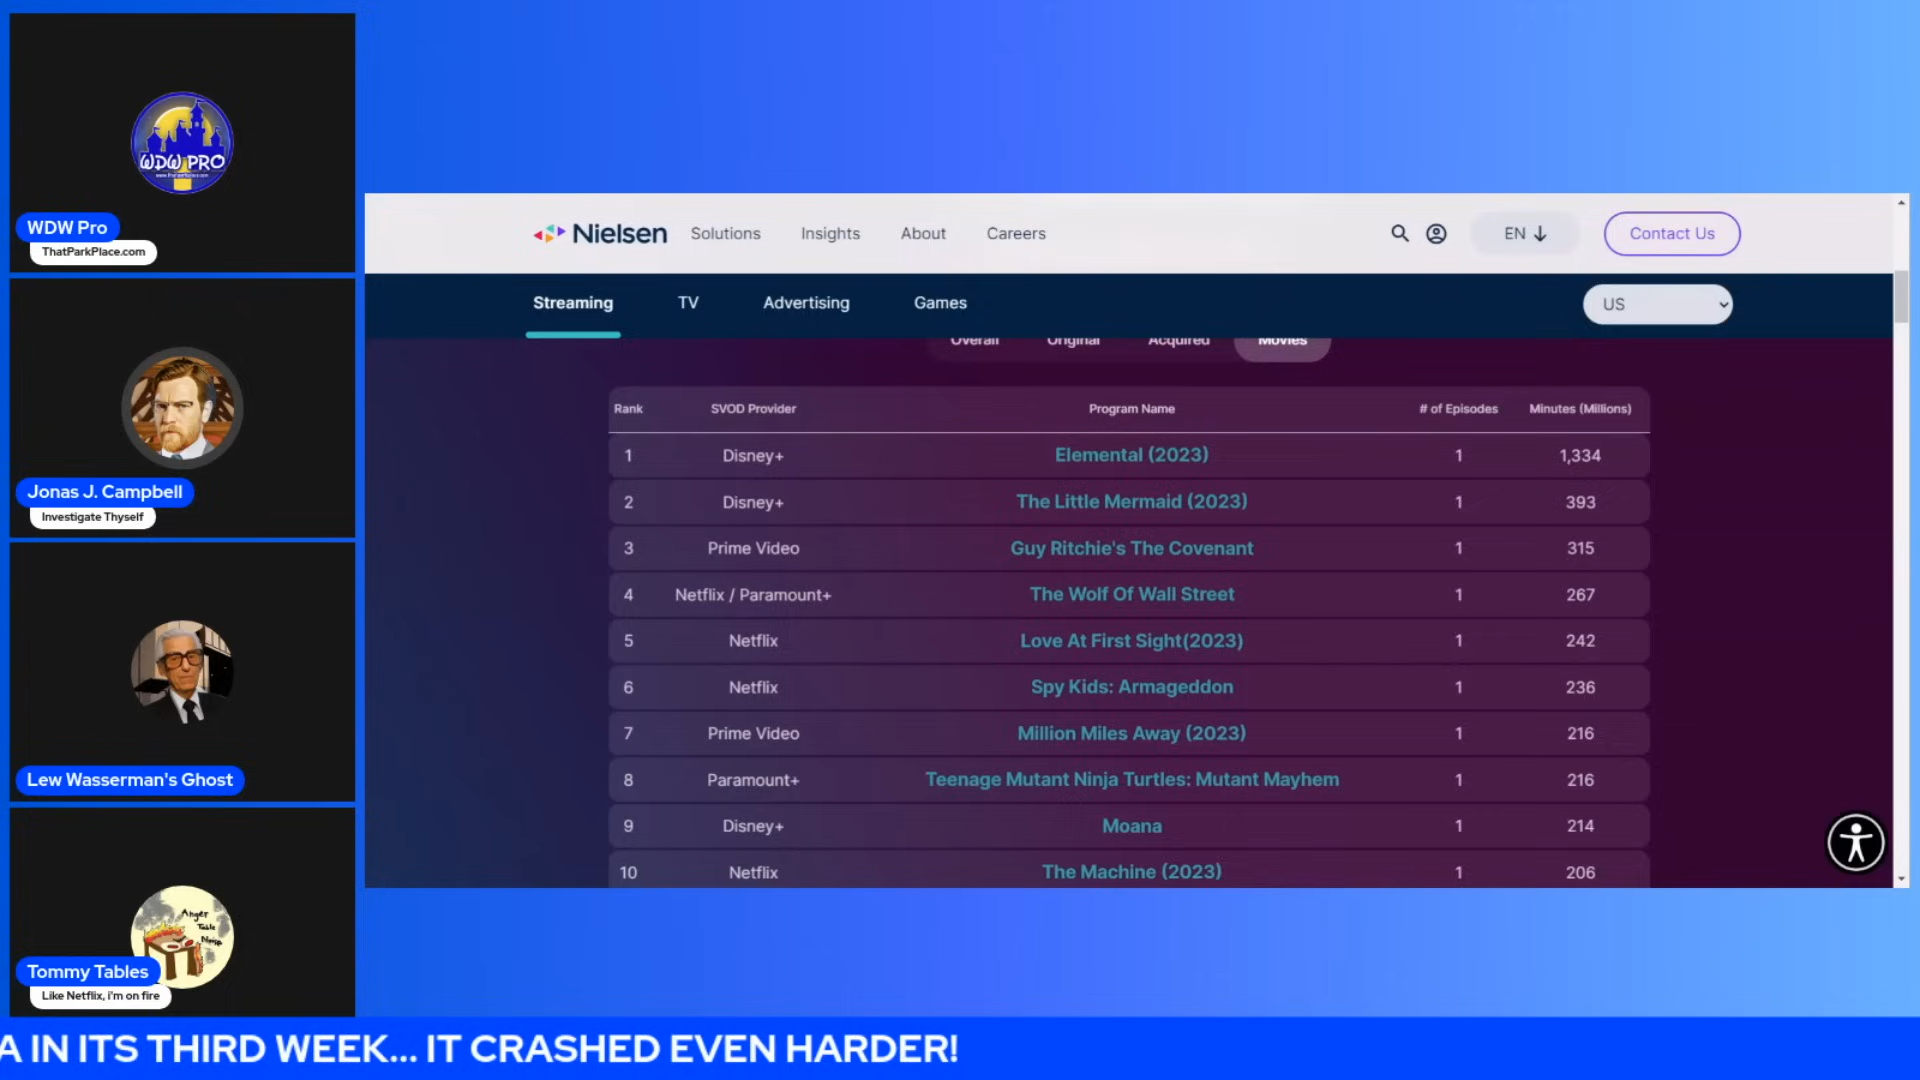 WDW PRO
WDW Pro
ThatParkPlace.com
Jonas J. Campbell
Investigate Thyself
Lew Wasserman's Ghost
Anger
Table
Tommy Tables
Like Netflix, i'm on fire
Nielsen Solutions Insights About Careers EN Contact Us
Streaming TV Advertising Games US
Overall Original Acquired Movies
Rank SVOD Provider Program Name # of Episodes Minutes (Millions)
1 Disney+ Elemental (2023) 1 1,334
2 Disney+ The Little Mermaid (2023) 1 393
3 Prime Video Guy Ritchie's The Covenant 1 315
4 Netflix / Paramount+ The Wolf Of Wall Street 1 267
5 Netflix Love At First Sight(2023) 1 242
6 Netflix Spy Kids: Armageddon 1 236
7 Prime Video Million Miles Away (2023) 1 216
8 Paramount+ Teenage Mutant Ninja Turtles: Mutant Mayhem 1 216
9 Disney+ Moana 1 214
10 Netflix The Machine (2023) 1 206
A IN ITS THIRD WEEK... IT CRASHED EVEN HARDER!